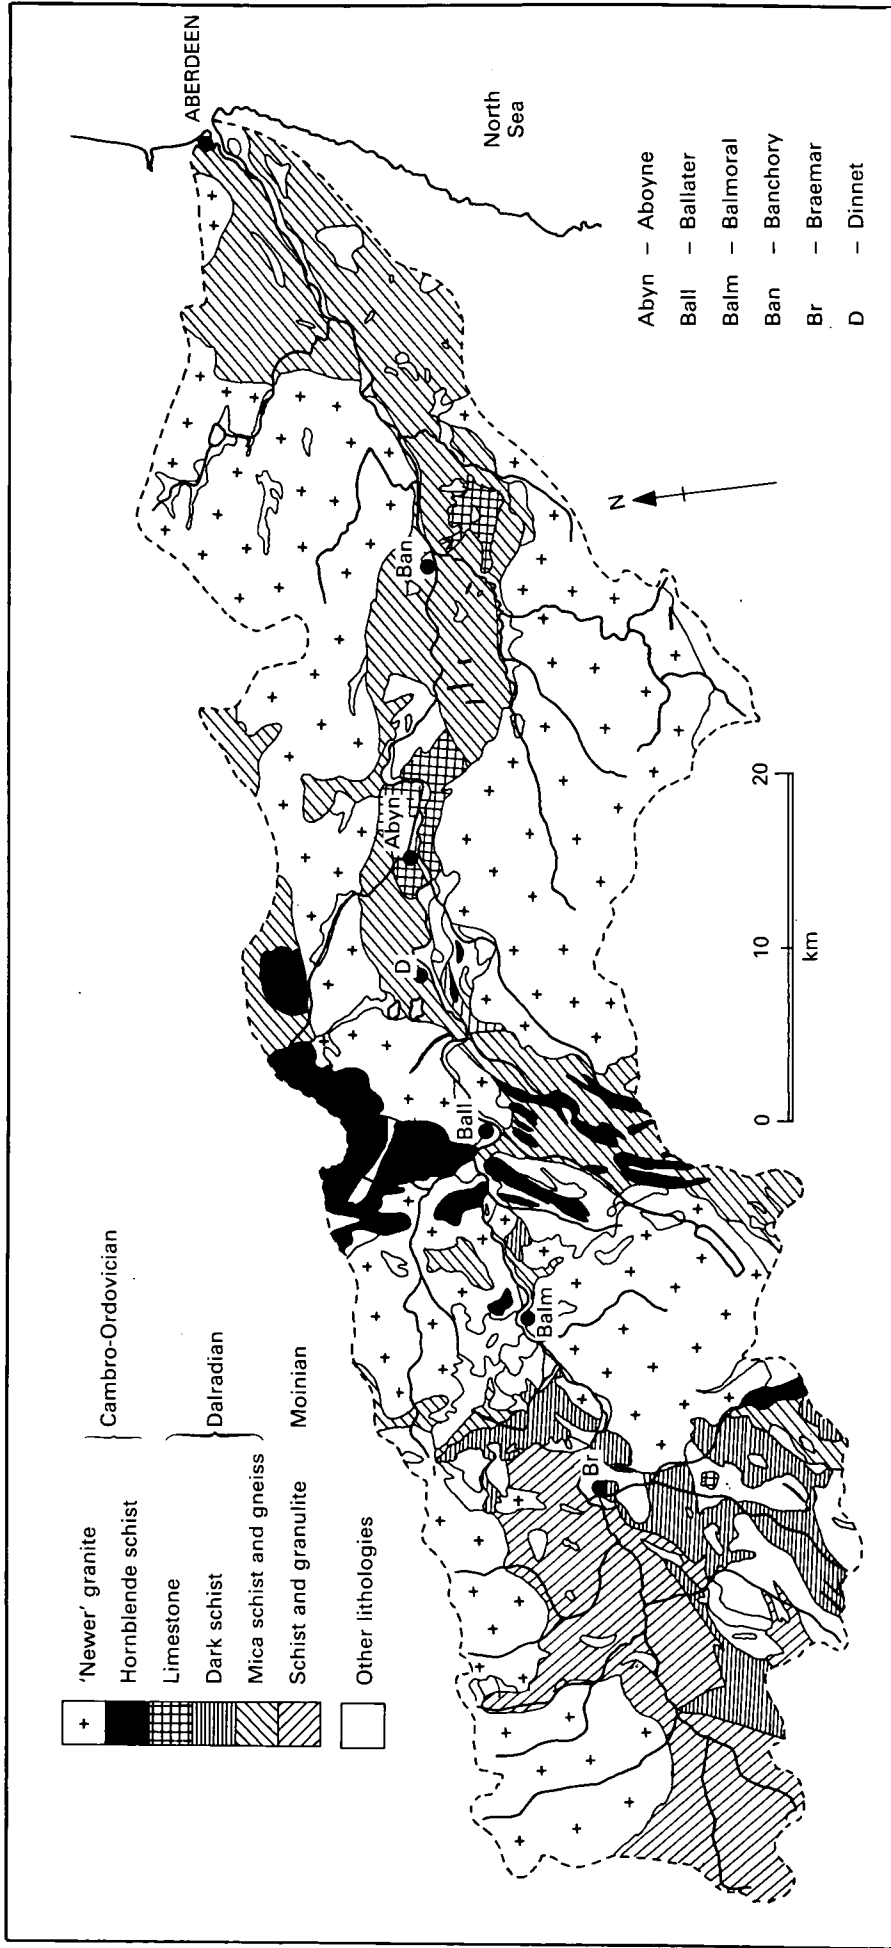 'Newer' granite
Hornblende schist
Cambro-Ordovician
Limestone
Dark schist
Mica schist and gneiss
Dalradian
Schist and granulite
Moinian
Other lithologies
ABERDEEN
North
Sea
Ban
Abyn
D
Ball
Balm
Br
N
0 10 20
km
Abyn – Aboyne
Ball – Ballater
Balm – Balmoral
Ban – Banchory
Br – Braemar
D – Dinnet